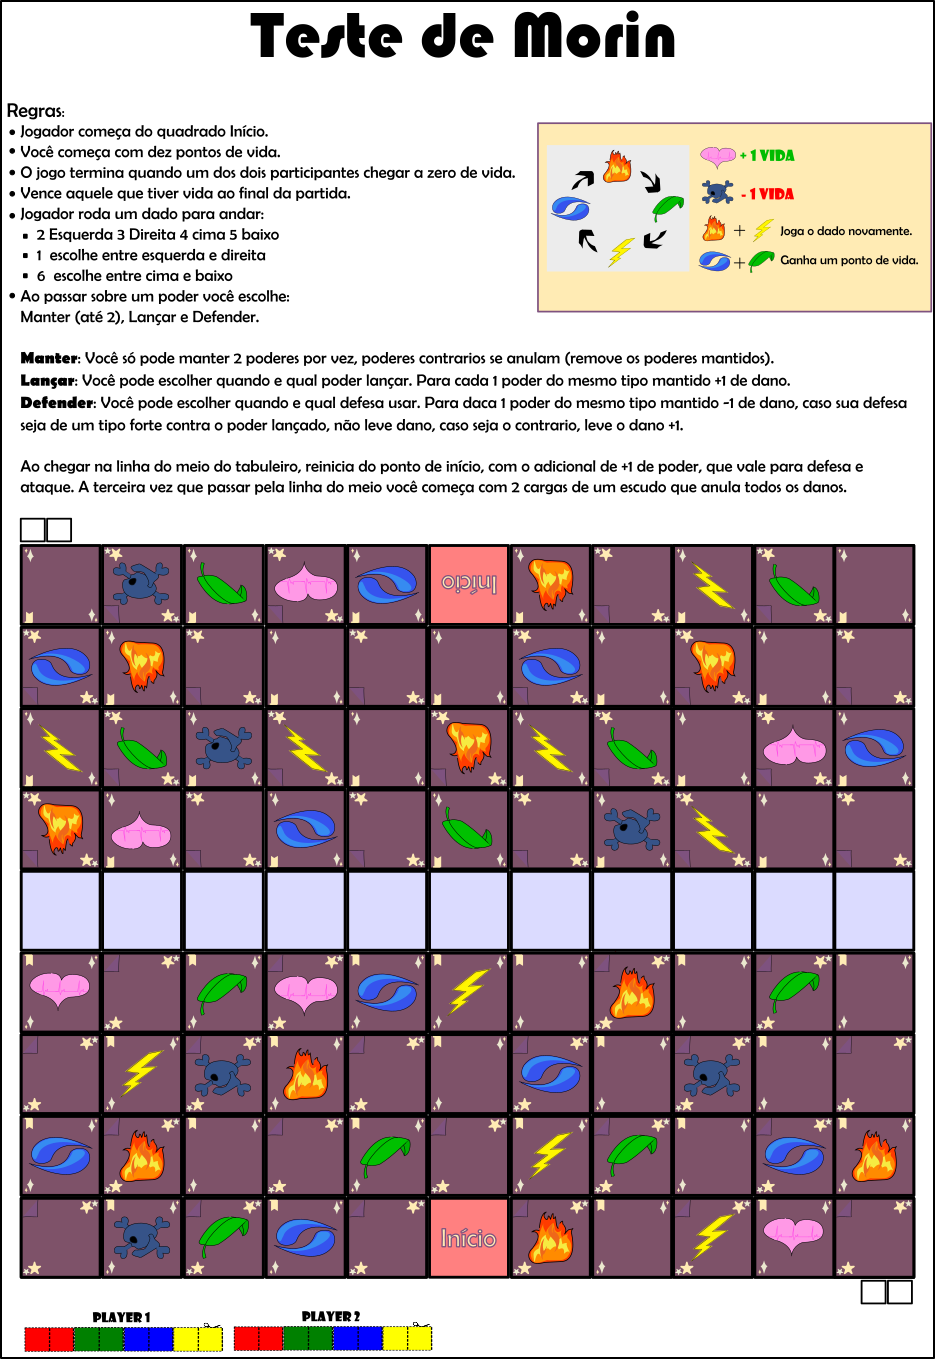 Teste de Morin
Regras:
• Jogador começa do quadrado Início.
• Você começa com dez pontos de vida.
• O jogo termina quando um dos dois participantes chegar a zero de vida.
• Vence aquele que tiver vida ao final da partida.
• Jogador roda um dado para andar:
▪ 2 Esquerda 3 Direita 4 cima 5 baixo
▪ 1 escolhe entre esquerda e direita
▪ 6 escolhe entre cima e baixo
• Ao passar sobre um poder você escolhe:
Manter (até 2), Lançar e Defender.
+ 1 VIDA
- 1 VIDA
+ Joga o dado novamente.
+ Ganha um ponto de vida.
Manter: Você só pode manter 2 poderes por vez, poderes contrarios se anulam (remove os poderes mantidos).
Lançar: Você pode escolher quando e qual poder lançar. Para cada 1 poder do mesmo tipo mantido +1 de dano.
Defender: Você pode escolher quando e qual defesa usar. Para daca 1 poder do mesmo tipo mantido -1 de dano, caso sua defesa
seja de um tipo forte contra o poder lançado, não leve dano, caso seja o contrario, leve o dano +1.
Ao chegar na linha do meio do tabuleiro, reinicia do ponto de início, com o adicional de +1 de poder, que vale para defesa e
ataque. A terceira vez que passar pela linha do meio você começa com 2 cargas de um escudo que anula todos os danos.
Início
Início
PLAYER 1
PLAYER 2